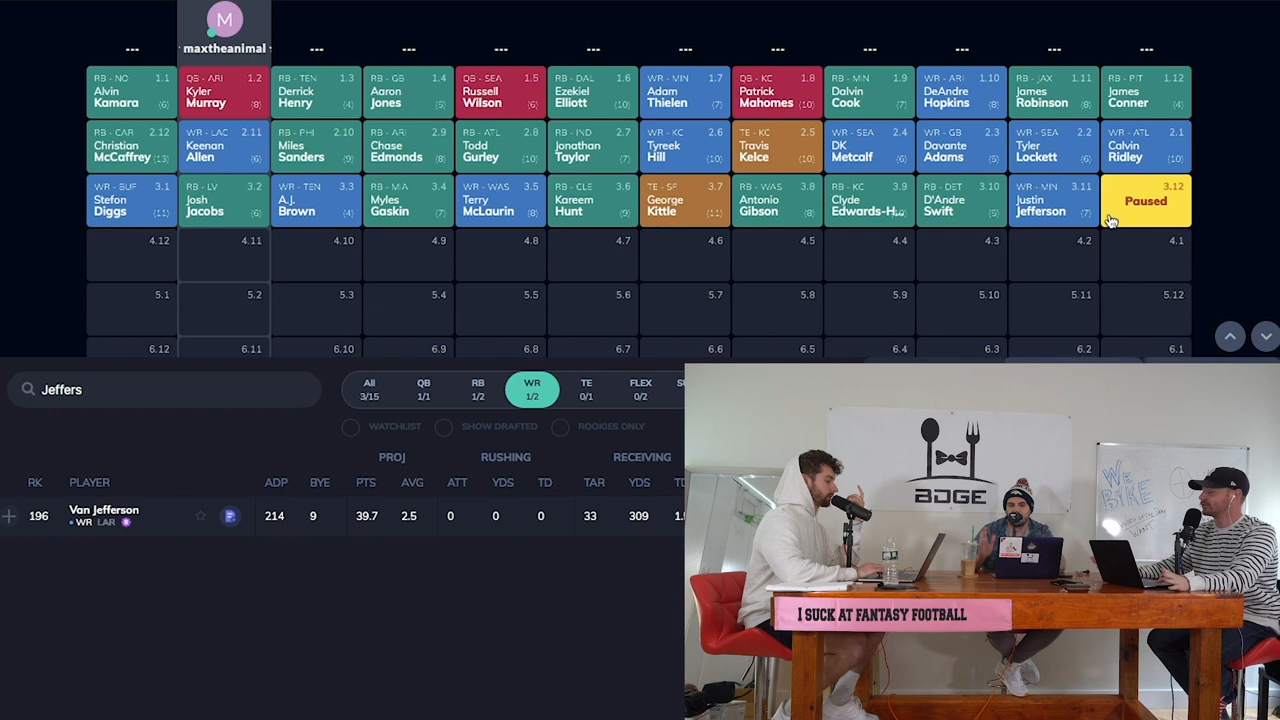 M
maxtheanimal
--- --- --- --- --- --- --- --- --- --- ---
RB - NO 1.1 QB - ARI 1.2 RB - TEN 1.3 RB - GB 1.4 QB - SEA 1.5 RB - DAL 1.6 WR - MIN 1.7 QB - KC 1.8 RB - MIN 1.9 WR - ARI 1.10 RB - JAX 1.11 RB - PIT 1.12
Alvin Kyler Derrick Aaron Russell Ezekiel Adam Patrick Dalvin DeAndre James James
Kamara (6) Murray (8) Henry (4) Jones (5) Wilson (6) Elliott (10) Thielen (7) Mahomes (10) Cook (7) Hopkins (8) Robinson (8) Conner (4)
RB - CAR 2.12 WR - LAC 2.11 RB - PHI 2.10 RB - ARI 2.9 RB - ATL 2.8 RB - IND 2.7 WR - KC 2.6 TE - KC 2.5 WR - SEA 2.4 WR - GB 2.3 WR - SEA 2.2 WR - ATL 2.1
Christian Keenan Miles Chase Todd Jonathan Tyreek Travis DK Davante Tyler Calvin
McCaffrey (13) Allen (6) Sanders (9) Edmonds (8) Gurley (10) Taylor (7) Hill (10) Kelce (10) Metcalf (6) Adams (5) Lockett (6) Ridley (10)
WR - BUF 3.1 RB - LV 3.2 WR - TEN 3.3 RB - MIA 3.4 WR - WAS 3.5 RB - CLE 3.6 TE - SF 3.7 RB - WAS 3.8 RB - KC 3.9 RB - DET 3.10 WR - MIN 3.11 3.12
Stefon Josh A.J. Myles Terry Kareem George Antonio Clyde D'Andre Justin Paused
Diggs (11) Jacobs (6) Brown (4) Gaskin (7) McLaurin (8) Hunt (9) Kittle (11) Gibson (8) Edwards-H... Swift (5) Jefferson (7)
4.12 4.11 4.10 4.9 4.8 4.7 4.6 4.5 4.4 4.3 4.2 4.1
5.1 5.2 5.3 5.4 5.5 5.6 5.7 5.8 5.9 5.10 5.11 5.12
6.12 6.11 6.10 6.9 6.8 6.7 6.6 6.5 6.4 6.3 6.2 6.1
Jeffers
All QB RB WR TE FLEX
3/15 1/1 1/2 1/2 0/1 0/2
WATCHLIST SHOW DRAFTED ROOKIES ONLY
PROJ RUSHING RECEIVING
RK PLAYER ADP BYE PTS AVG ATT YDS TD TAR YDS
196 Van Jefferson 214 9 39.7 2.5 0 0 0 33 309
WR LAR
BDGE
WE
BYKE
WANT
I SUCK AT FANTASY FOOTBALL